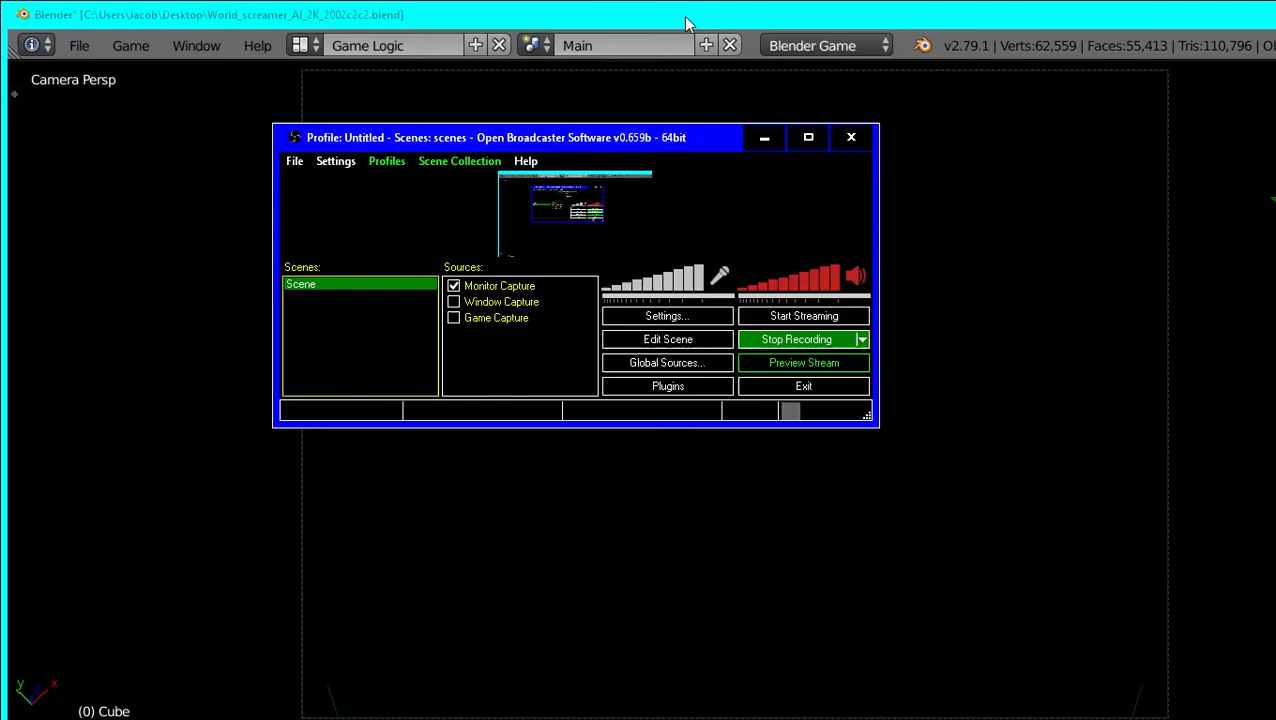 Blender* [C:\Users\Jacob\Desktop\World_screamer_AI_2K_2002c2c2.blend]
File Game Window Help Game Logic Main Blender Game v2.79.1 | Verts:62,559 | Faces:55,413 | Tris:110,796 | Ol
Camera Persp
Profile: Untitled - Scenes: scenes - Open Broadcaster Software v0.659b - 64bit
File Settings Profiles Scene Collection Help
Scenes: Sources:
Scene
Monitor Capture
Window Capture
Game Capture
Settings... Start Streaming
Edit Scene Stop Recording
Global Sources... Preview Stream
Plugins Exit
y z x
(0) Cube